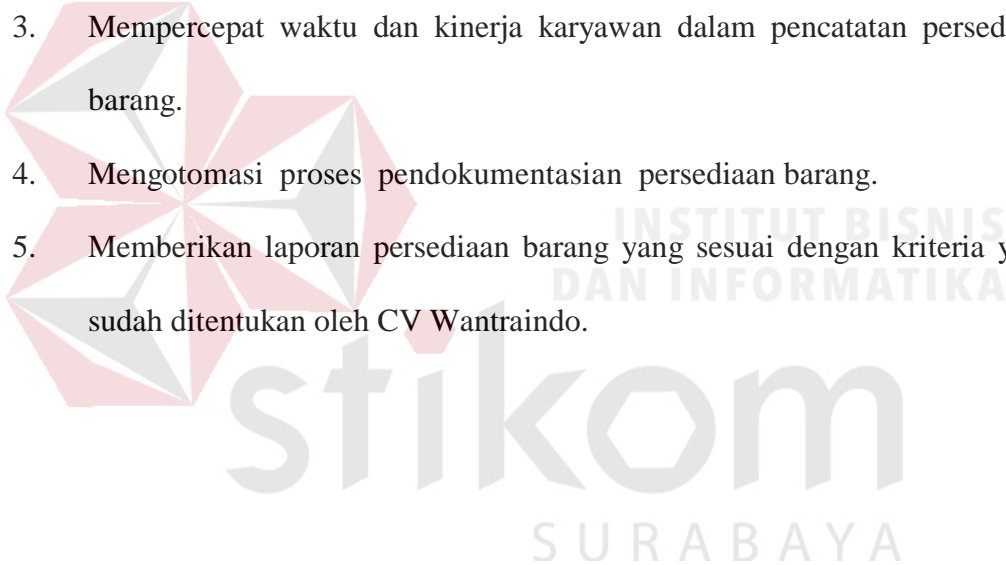 3. Mempercepat waktu dan kinerja karyawan dalam pencatatan persed
barang.
4. Mengotomasi proses pendokumentasian persediaan barang.
INSTITUT BISNIS
5. Memberikan laporan persediaan barang yang sesuai dengan kriteria y
DAN INFORMATIKA
sudah ditentukan oleh CV Wantraindo.
stikom
SURABAYA